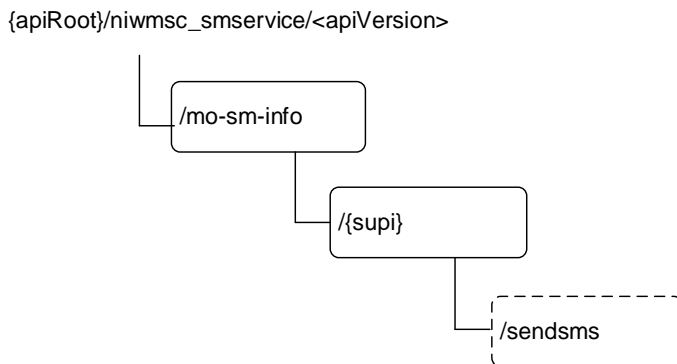 {apiRoot}/niwmsc_smservice/<apiVersion>
/mo-sm-info
/{supi}
/sendsms